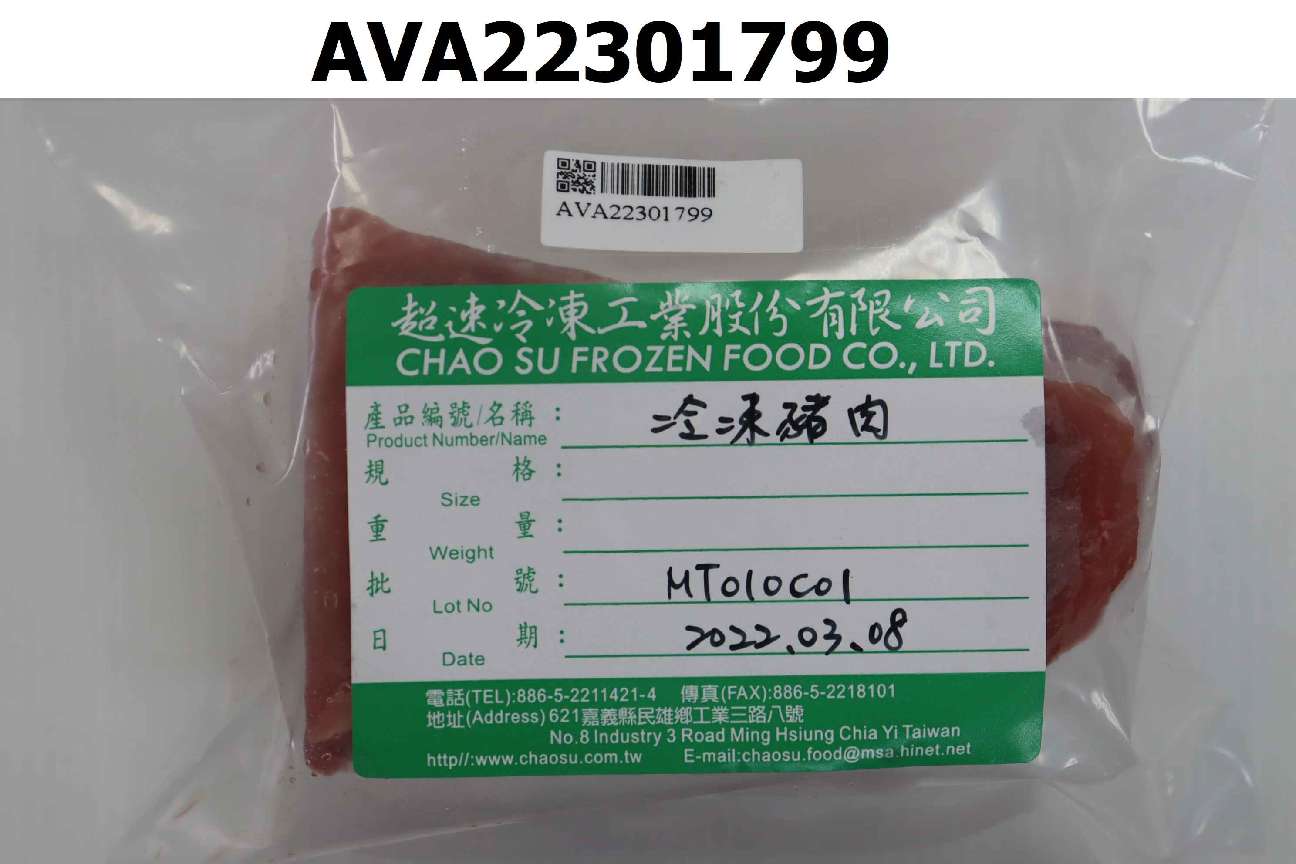 AVA22301799
AVA22301799
超速冷凍工業股份有限公司
CHAO SU FROZEN FOOD CO., LTD.
產品編號/名稱： 冷凍豬肉
Product Number/Name
規格：
Size
重量：
Weight
批號： MT010C01
Lot No
日期： 2022.03.08
Date
電話(TEL):886-5-2211421-4 傳真(FAX):886-5-2218101
地址(Address) 621嘉義縣民雄鄉工業三路八號
No.8 Industry 3 Road Ming Hsiung Chia Yi Taiwan
http//:www.chaosu.com.tw E-mail:chaosu.food@msa.hinet.net